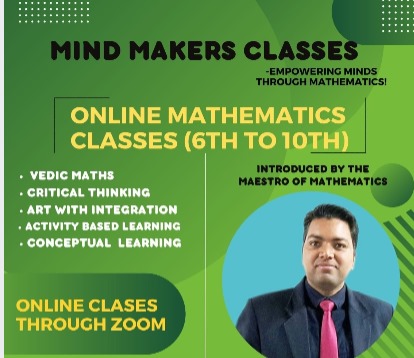 MIND MAKERS CLASSES
-EMPOWERING MINDS
THROUGH MATHEMATICS!
ONLINE MATHEMATICS
CLASSES (6TH TO 10TH)
• VEDIC MATHS
• CRITICAL THINKING
• ART WITH INTEGRATION
• ACTIVITY BASED LEARNING
• CONCEPTUAL LEARNING
INTRODUCED BY THE
MAESTRO OF MATHEMATICS
ONLINE CLASES
THROUGH ZOOM